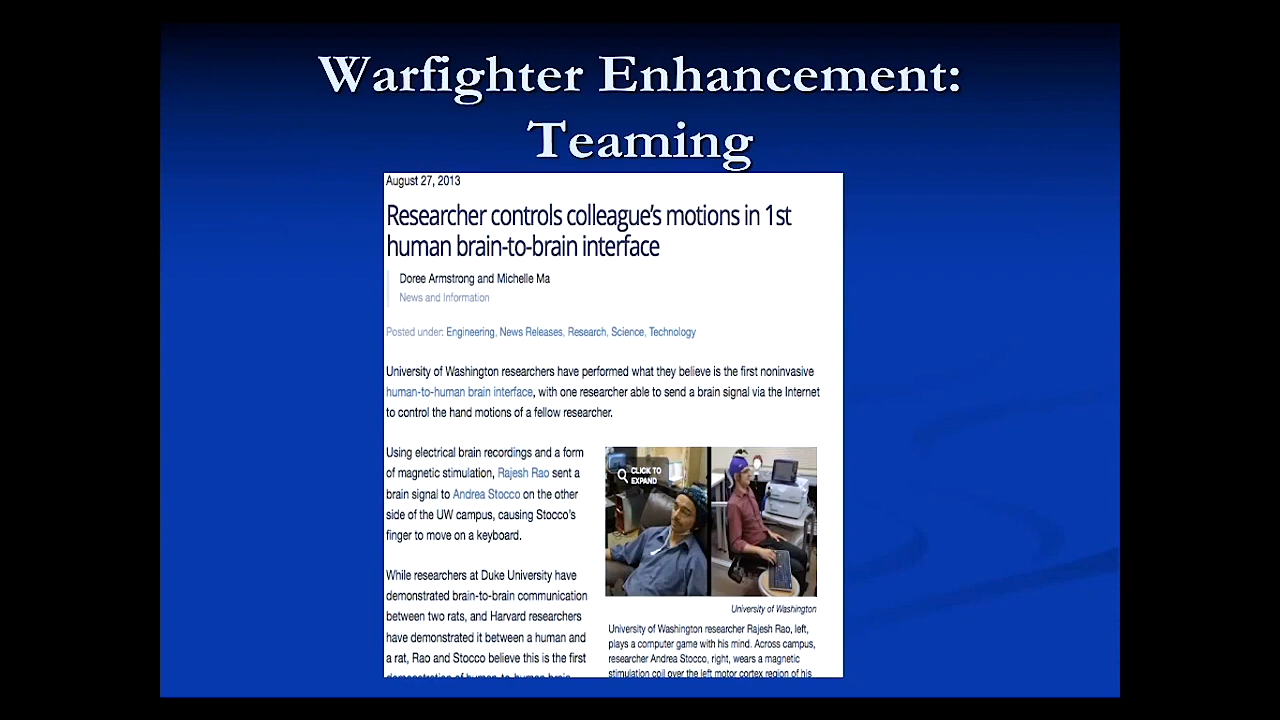 Warfighter Enhancement:
Teaming
August 27, 2013
Researcher controls colleague's motions in 1st
human brain-to-brain interface
Doree Armstrong and Michelle Ma
News and Information
Posted under: Engineering, News Releases, Research, Science, Technology
University of Washington researchers have performed what they believe is the first noninvasive
human-to-human brain interface, with one researcher able to send a brain signal via the Internet
to control the hand motions of a fellow researcher.
Using electrical brain recordings and a form
of magnetic stimulation, Rajesh Rao sent a
brain signal to Andrea Stocco on the other
side of the UW campus, causing Stocco's
finger to move on a keyboard.
While researchers at Duke University have
demonstrated brain-to-brain communication
between two rats, and Harvard researchers
have demonstrated it between a human and
a rat, Rao and Stocco believe this is the first
demonstration of human-to-human brain
CLICK TO
EXPAND
University of Washington
University of Washington researcher Rajesh Rao, left,
plays a computer game with his mind. Across campus,
researcher Andrea Stocco, right, wears a magnetic
stimulation coil over the left motor cortex region of his